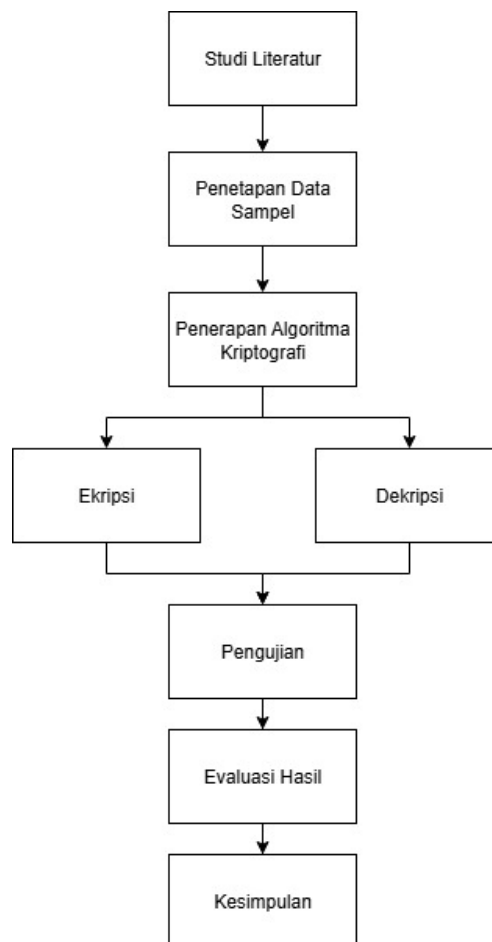 Studi Literatur
Penetapan Data
Sampel
Penerapan Algoritma
Kriptografi
Ekripsi
Dekripsi
Pengujian
Evaluasi Hasil
Kesimpulan